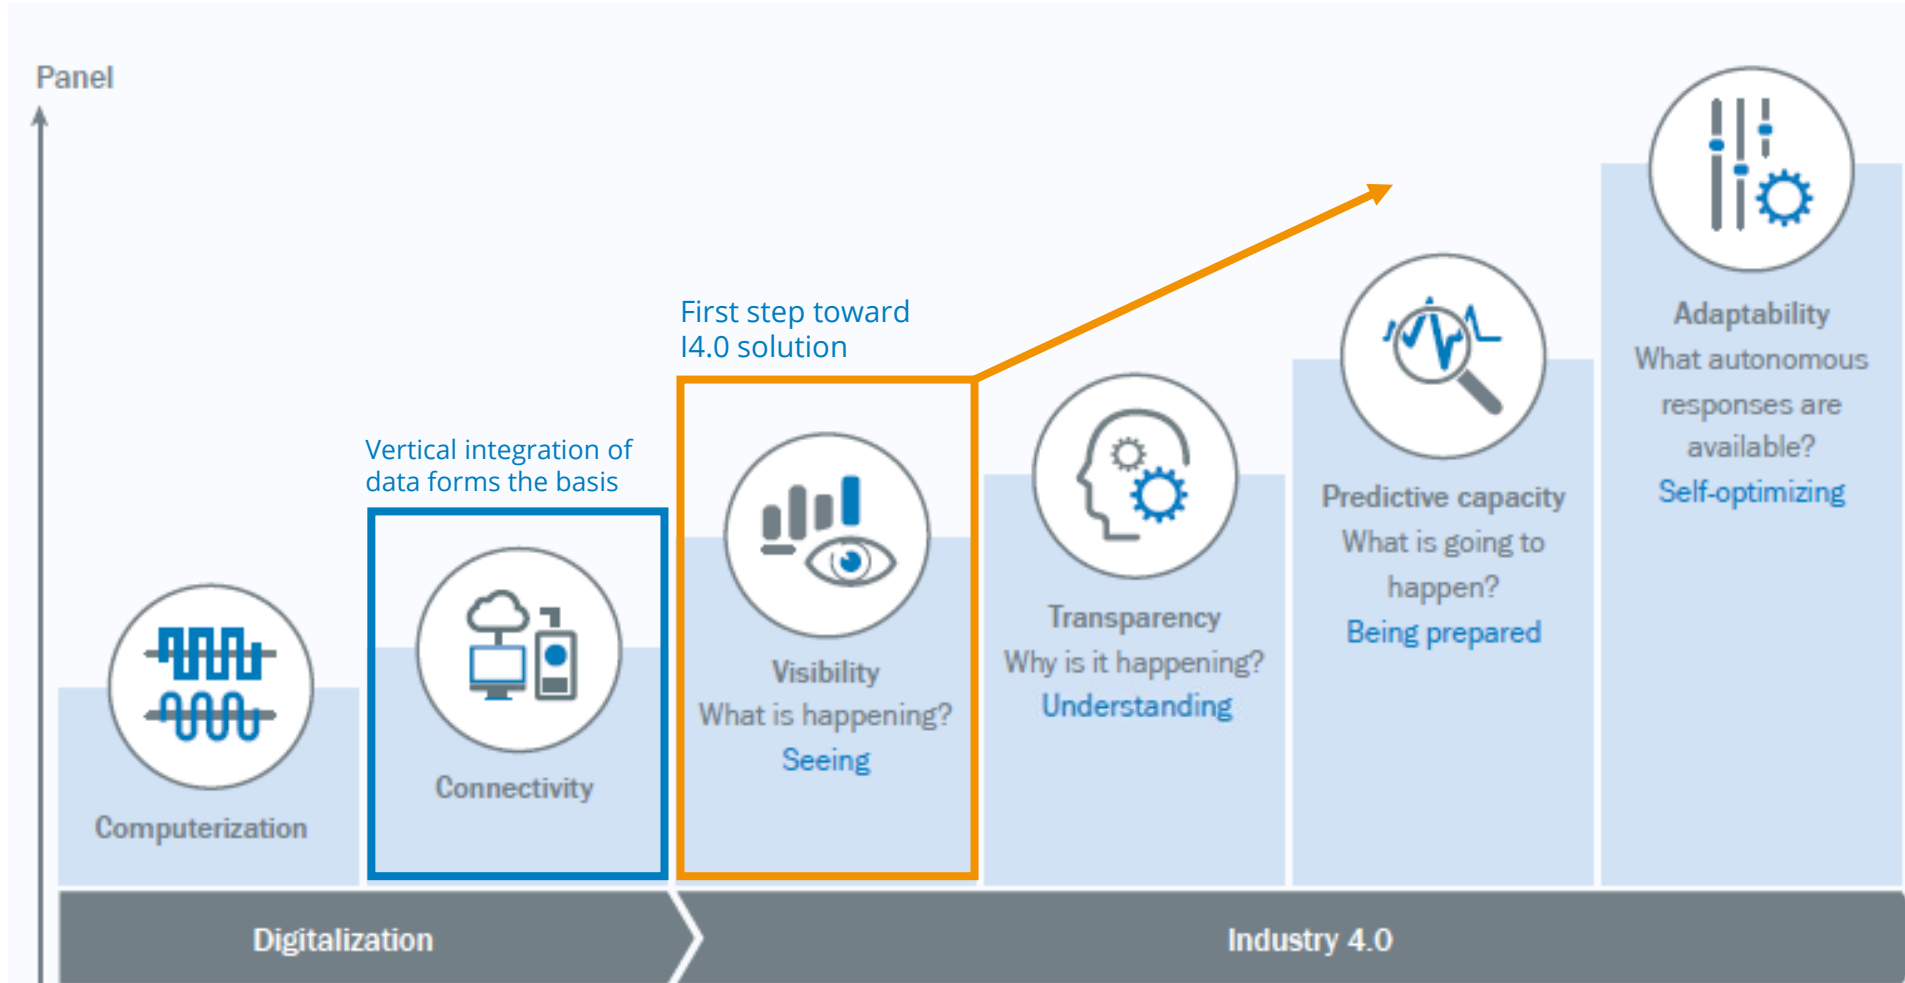 Panel
Computerization
Vertical integration of
data forms the basis
Connectivity
First step toward
I4.0 solution
Visibility
What is happening?
Seeing
Transparency
Why is it happening?
Understanding
Predictive capacity
What is going to
happen?
Being prepared
Adaptability
What autonomous
responses are
available?
Self-optimizing
Digitalization
Industry 4.0